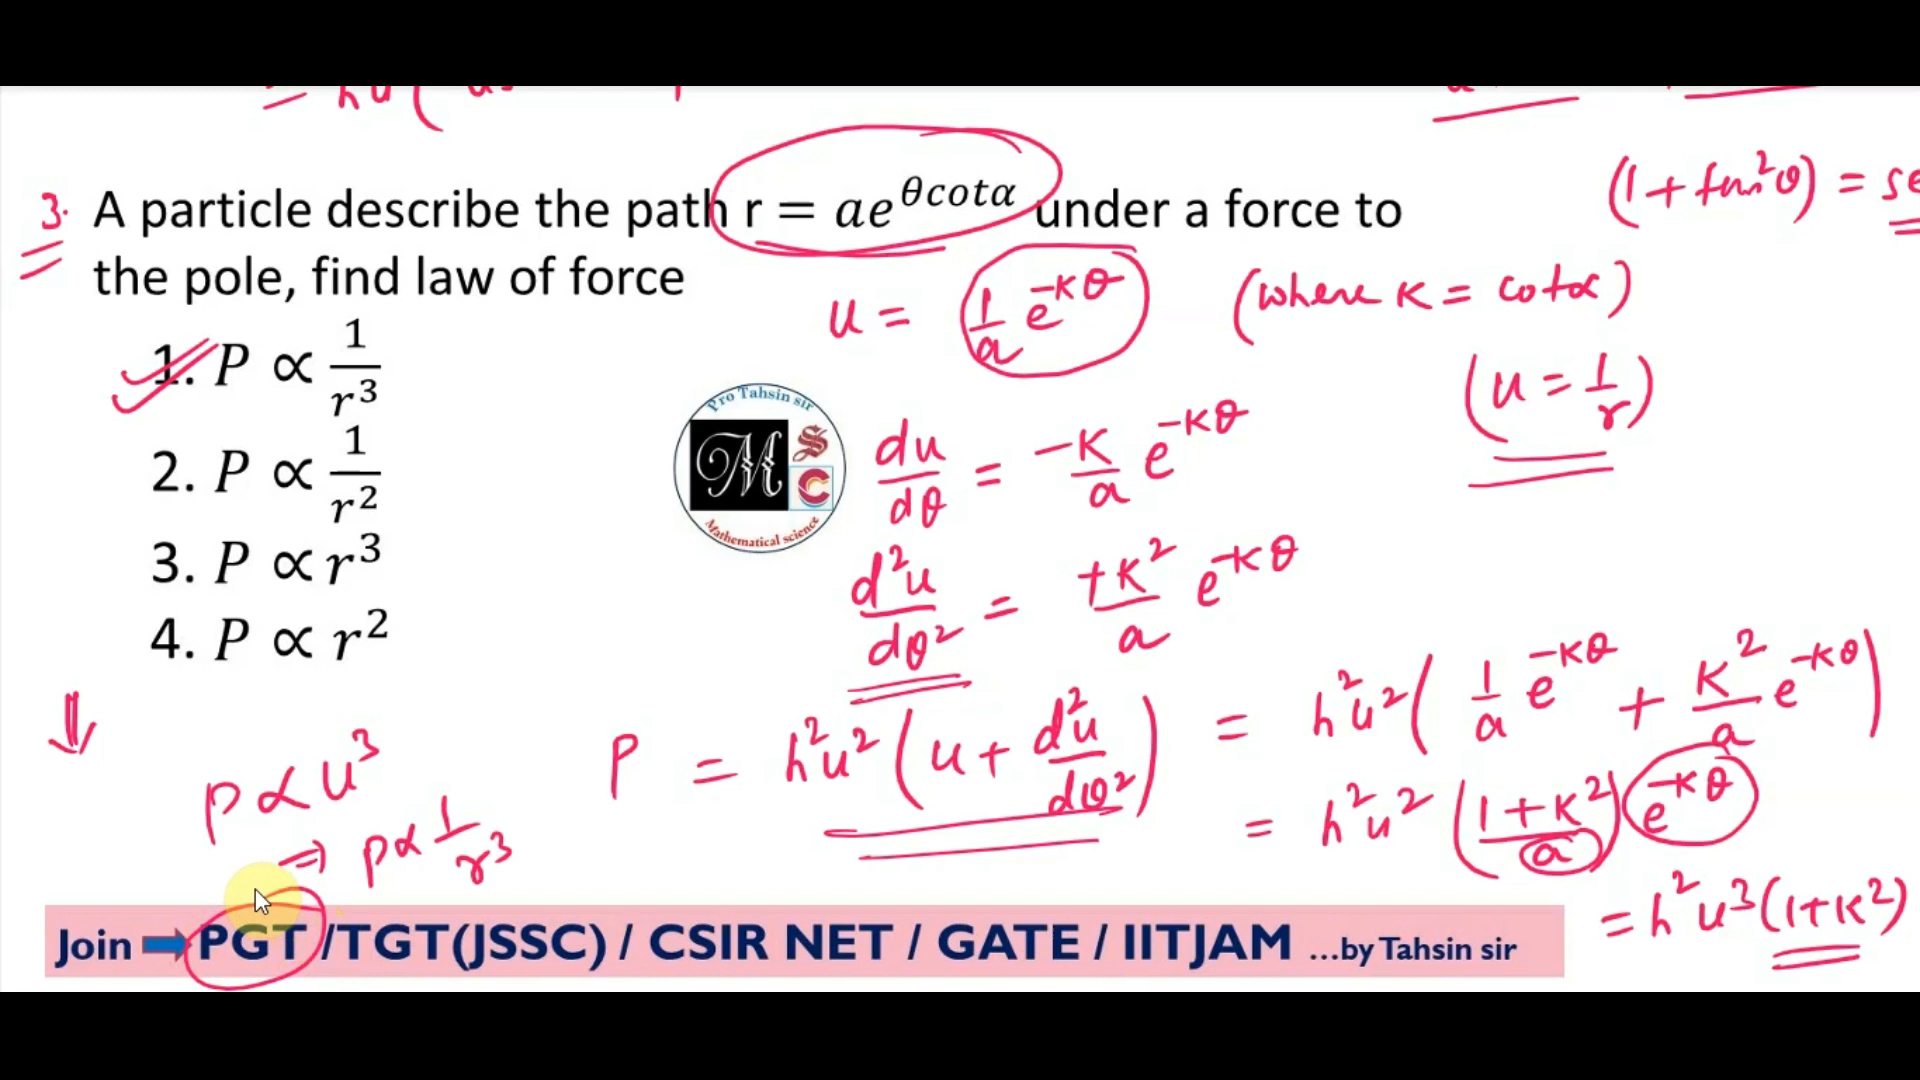 (1 + tan²θ) =
3. A particle describe the path r = ae^{θcotα} under a force to
the pole, find law of force
1. P ∝ 1/r³
2. P ∝ 1/r²
3. P ∝ r³
4. P ∝ r²
u = 1/a e^{-Kθ} (where K = cotα)
(u = 1/r)
Pro Tahsin sir
M S C
Mathematical science
du/dθ = -K/a e^{-Kθ}
d²u/dθ² = +K²/a e^{-Kθ}
P = h²u² (u + d²u/dθ²) = h²u² (1/a e^{-Kθ} + K²/a e^{-Kθ})
= h²u² (1+K²/a) e^{-Kθ}
= h²u³ (1+K²)
P ∝ u³
⇒ P ∝ 1/r³
Join ➡ PGT /TGT(JSSC) / CSIR NET / GATE / IITJAM ...by Tahsin sir